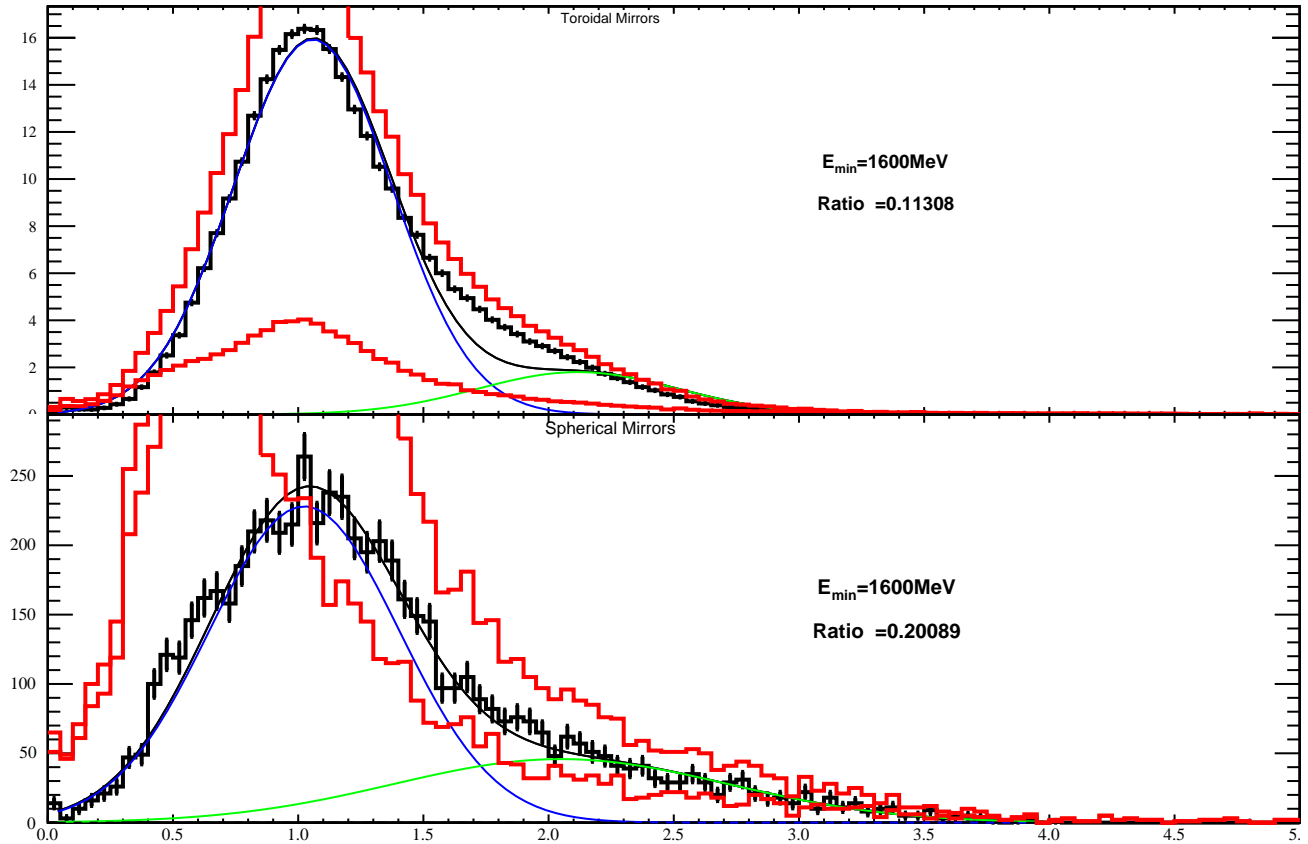 Toroidal Mirrors
16
14
12
10
8
6
4
2
0
E_min=1600MeV
Ratio =0.11308
Spherical Mirrors
250
200
150
100
50
0
E_min=1600MeV
Ratio =0.20089
0.0 0.5 1.0 1.5 2.0 2.5 3.0 3.5 4.0 4.5 5.